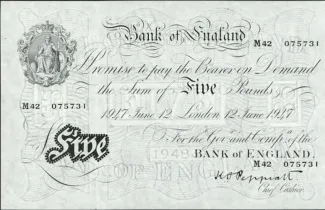 Bank of England
M42 075731
I Promise to pay the Bearer on Demand
the Sum of Five Pounds
M42 075731
1947 June 12 London 12 June 1947
For the Govr. and Compa. of the
BANK OF ENGLAND,
M42 075731
K O Peppiatt
Chief Cashier.
Five